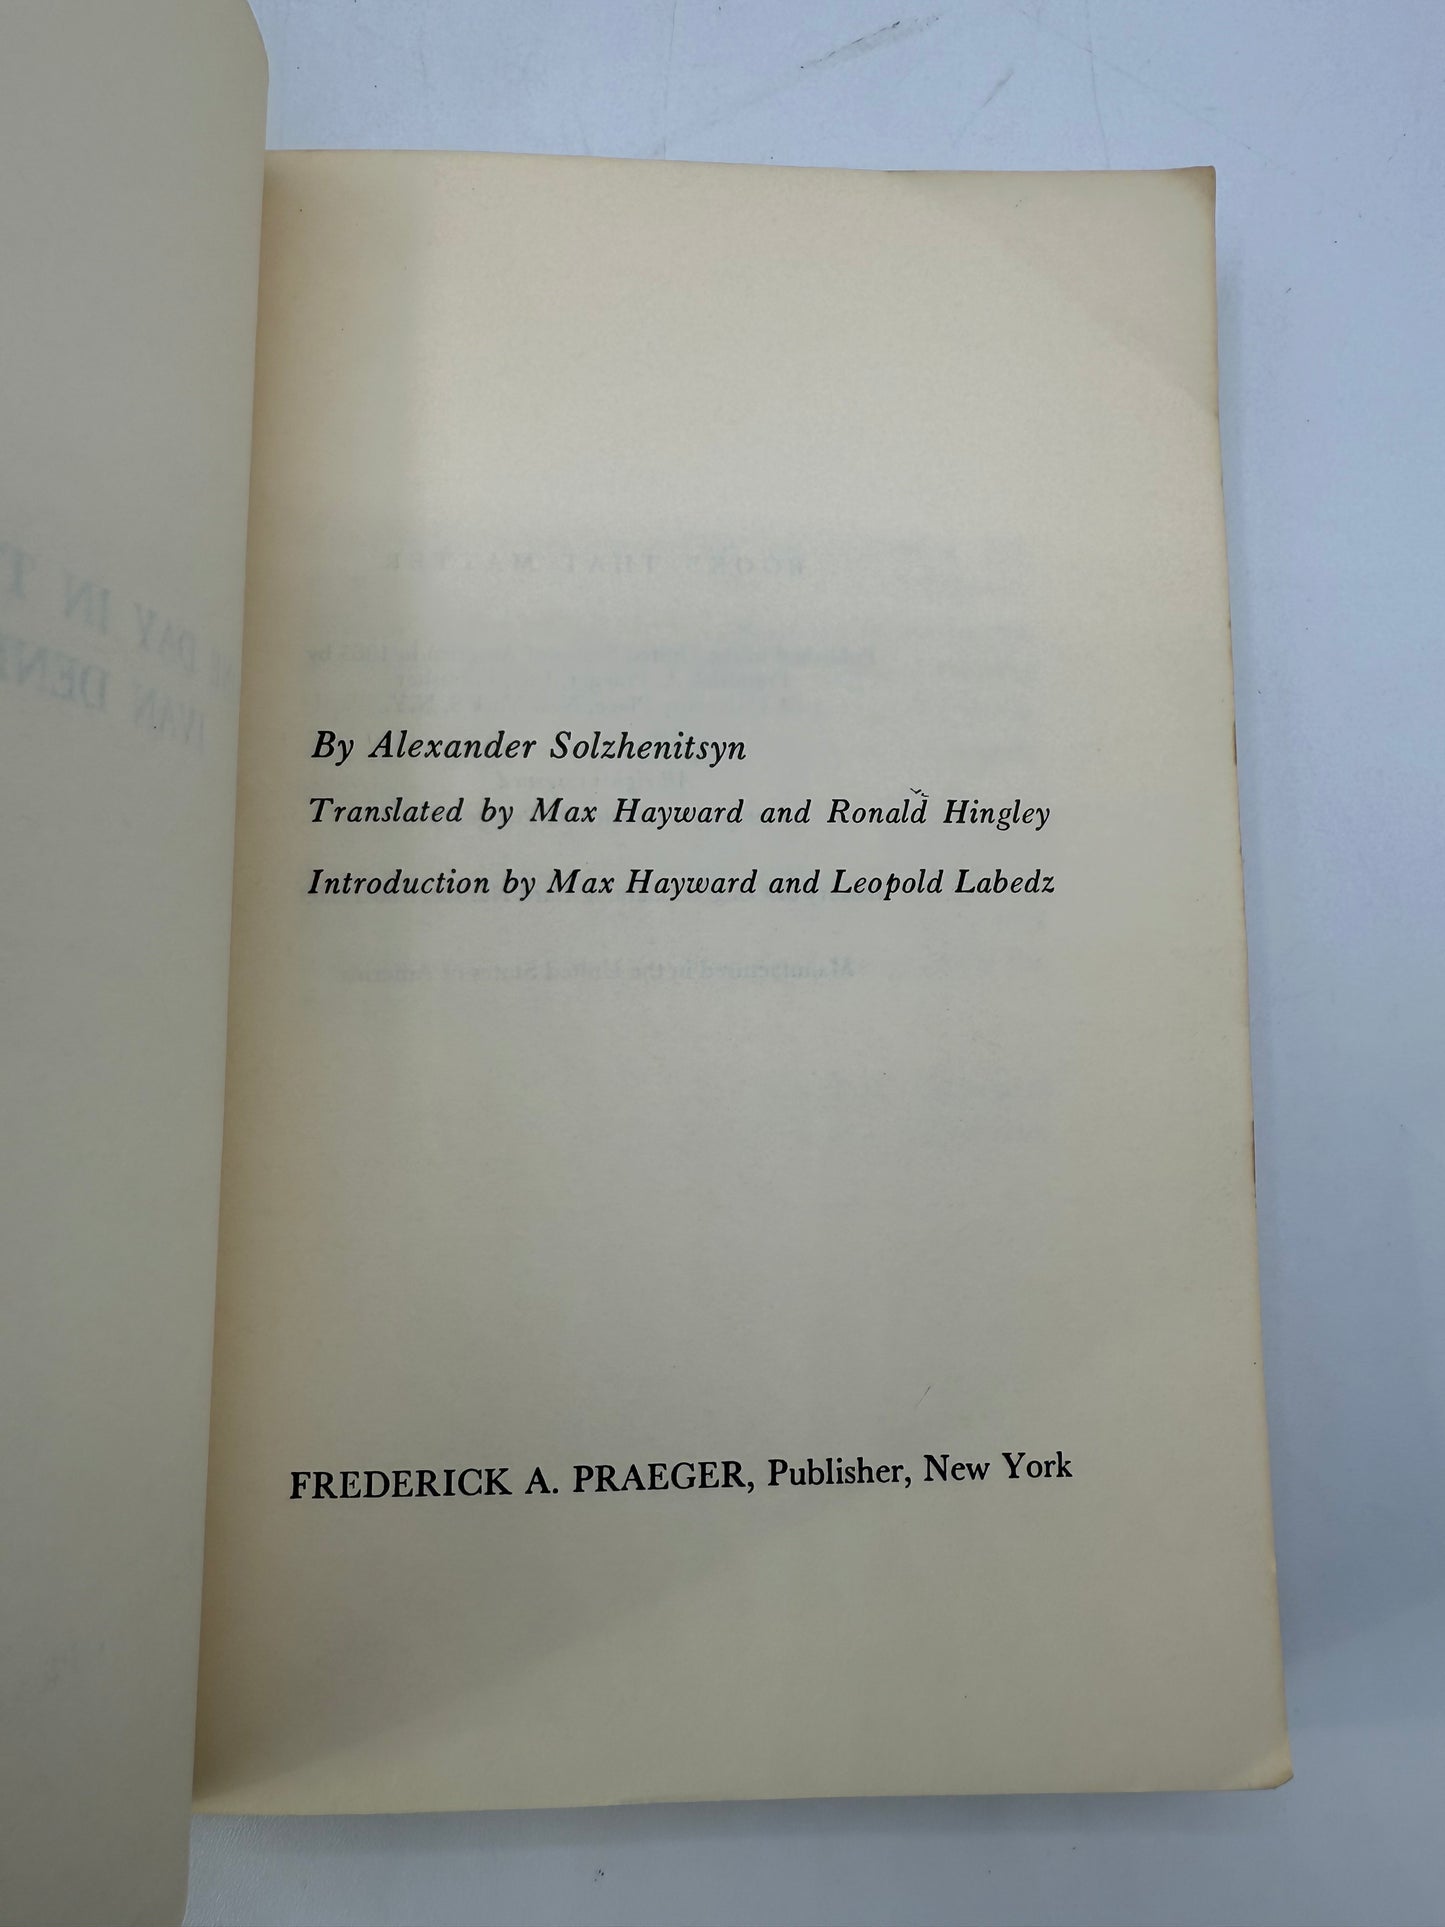 By Alexander Solzhenitsyn
Translated by Max Hayward and Ronald Hingley
Introduction by Max Hayward and Leopold Labedz
FREDERICK A. PRAEGER, Publisher, New York